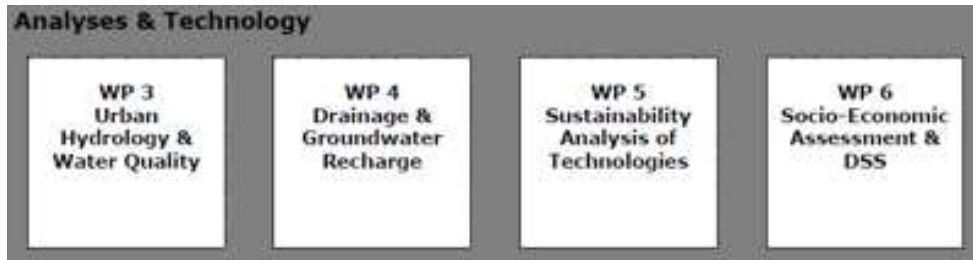 Analyses & Technology
WP 3
Urban
Hydrology &
Water Quality
WP 4
Drainage &
Groundwater
Recharge
WP 5
Sustainability
Analysis of
Technologies
WP 6
Socio-Economic
Assessment &
DSS